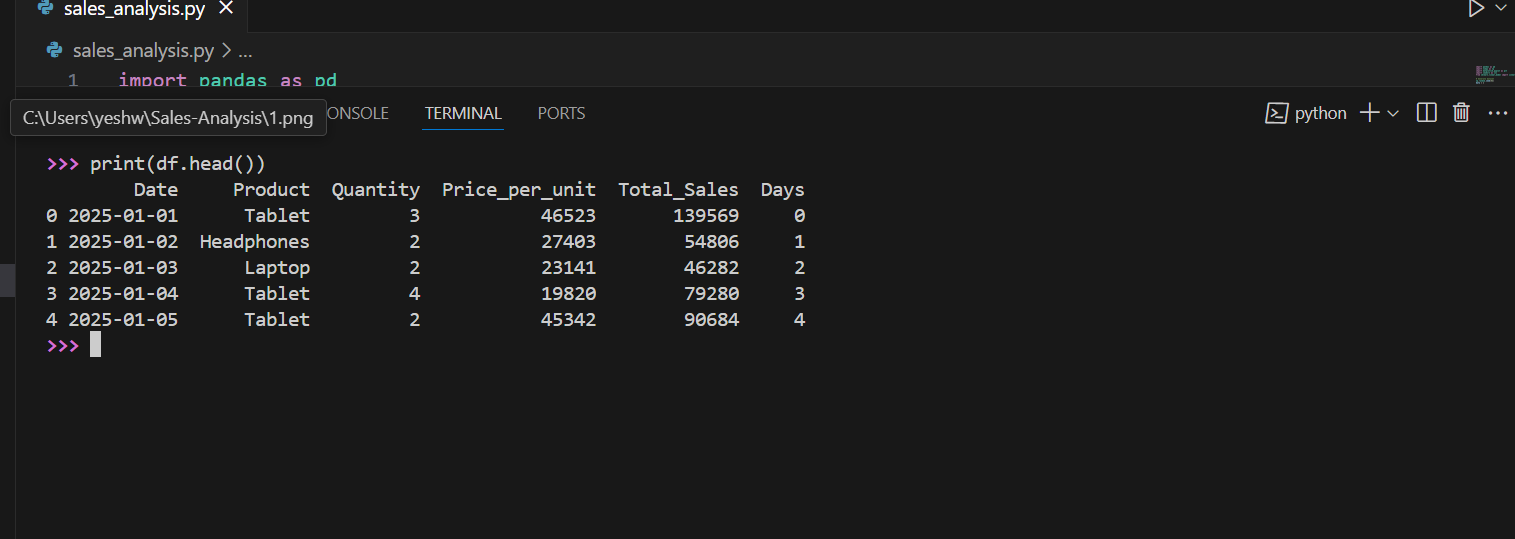 sales_analysis.py
sales_analysis.py > ...
1 import pandas as pd
C:\Users\yeshw\Sales-Analysis\1.png
ONSOLE TERMINAL PORTS python
>>> print(df.head())
Date Product Quantity Price_per_unit Total_Sales Days
0 2025-01-01 Tablet 3 46523 139569 0
1 2025-01-02 Headphones 2 27403 54806 1
2 2025-01-03 Laptop 2 23141 46282 2
3 2025-01-04 Tablet 4 19820 79280 3
4 2025-01-05 Tablet 2 45342 90684 4
>>>